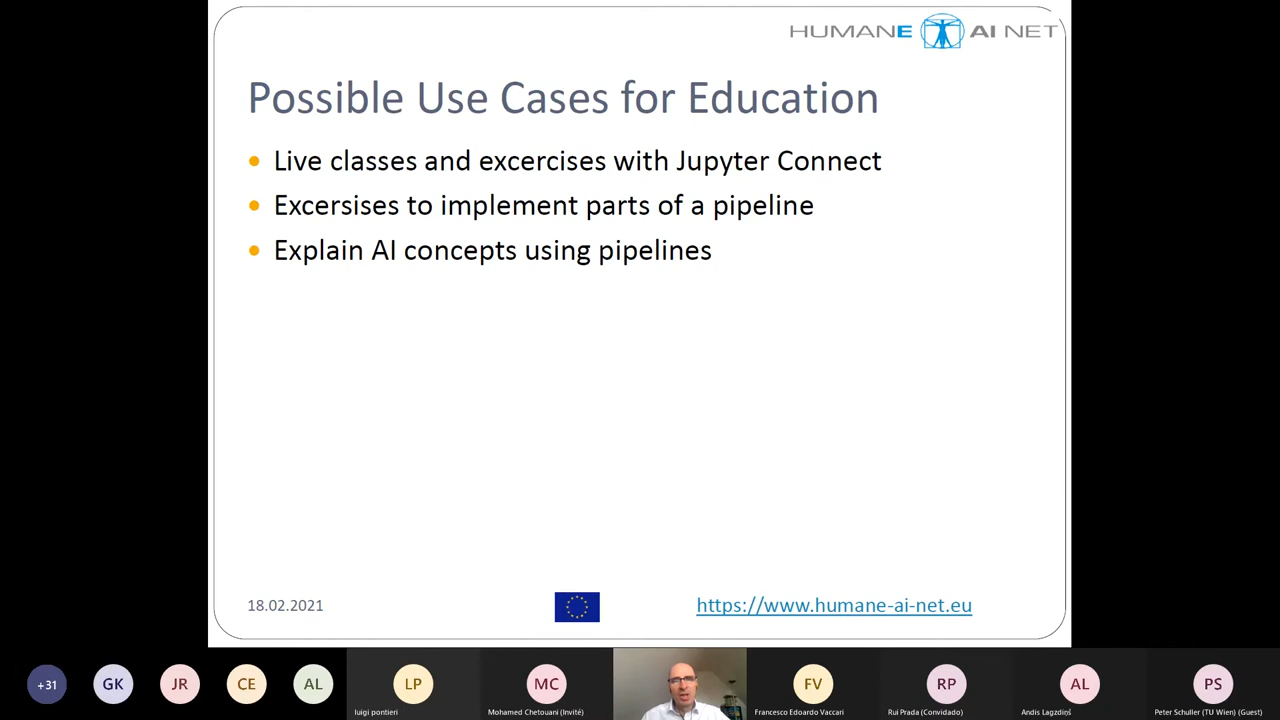 HUMANE AI NET
Possible Use Cases for Education
Live classes and excercises with Jupyter Connect
Excersises to implement parts of a pipeline
Explain AI concepts using pipelines
18.02.2021
https://www.humane-ai-net.eu
+31
GK
JR
CE
AL
LP
MC
FV
RP
AL
PS
luigi pontieri
Mohamed Chetouani (Invité)
Francesco Edoardo Vaccari
Rui Prada (Convidado)
Andis Lagzdiņš
Peter Schuller (TU Wien) (Guest)